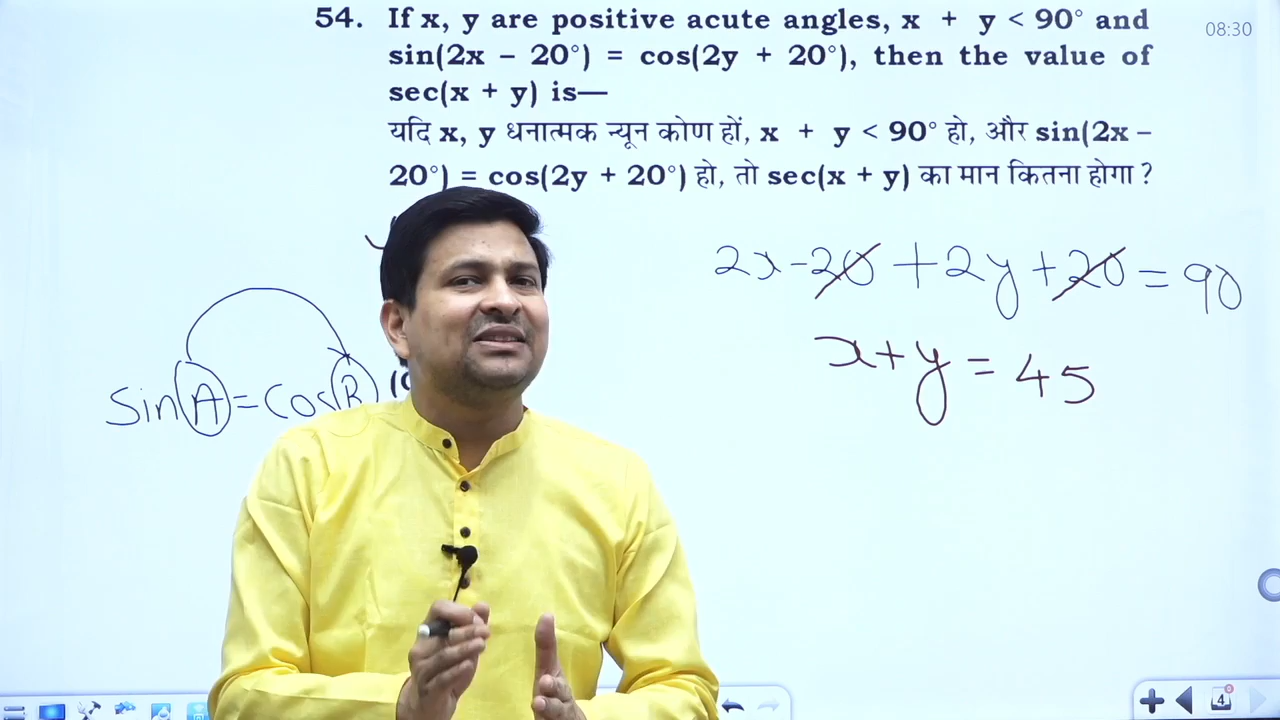 54. If x, y are positive acute angles, x + y < 90° and
sin(2x – 20°) = cos(2y + 20°), then the value of
sec(x + y) is—
यदि x, y धनात्मक न्यून कोण हों, x + y < 90° हो, और sin(2x –
20°) = cos(2y + 20°) हो, तो sec(x + y) का मान कितना होगा ?
08:30
2x-20 + 2y + 20 = 90
x+y = 45
Sin A = Cos B
4